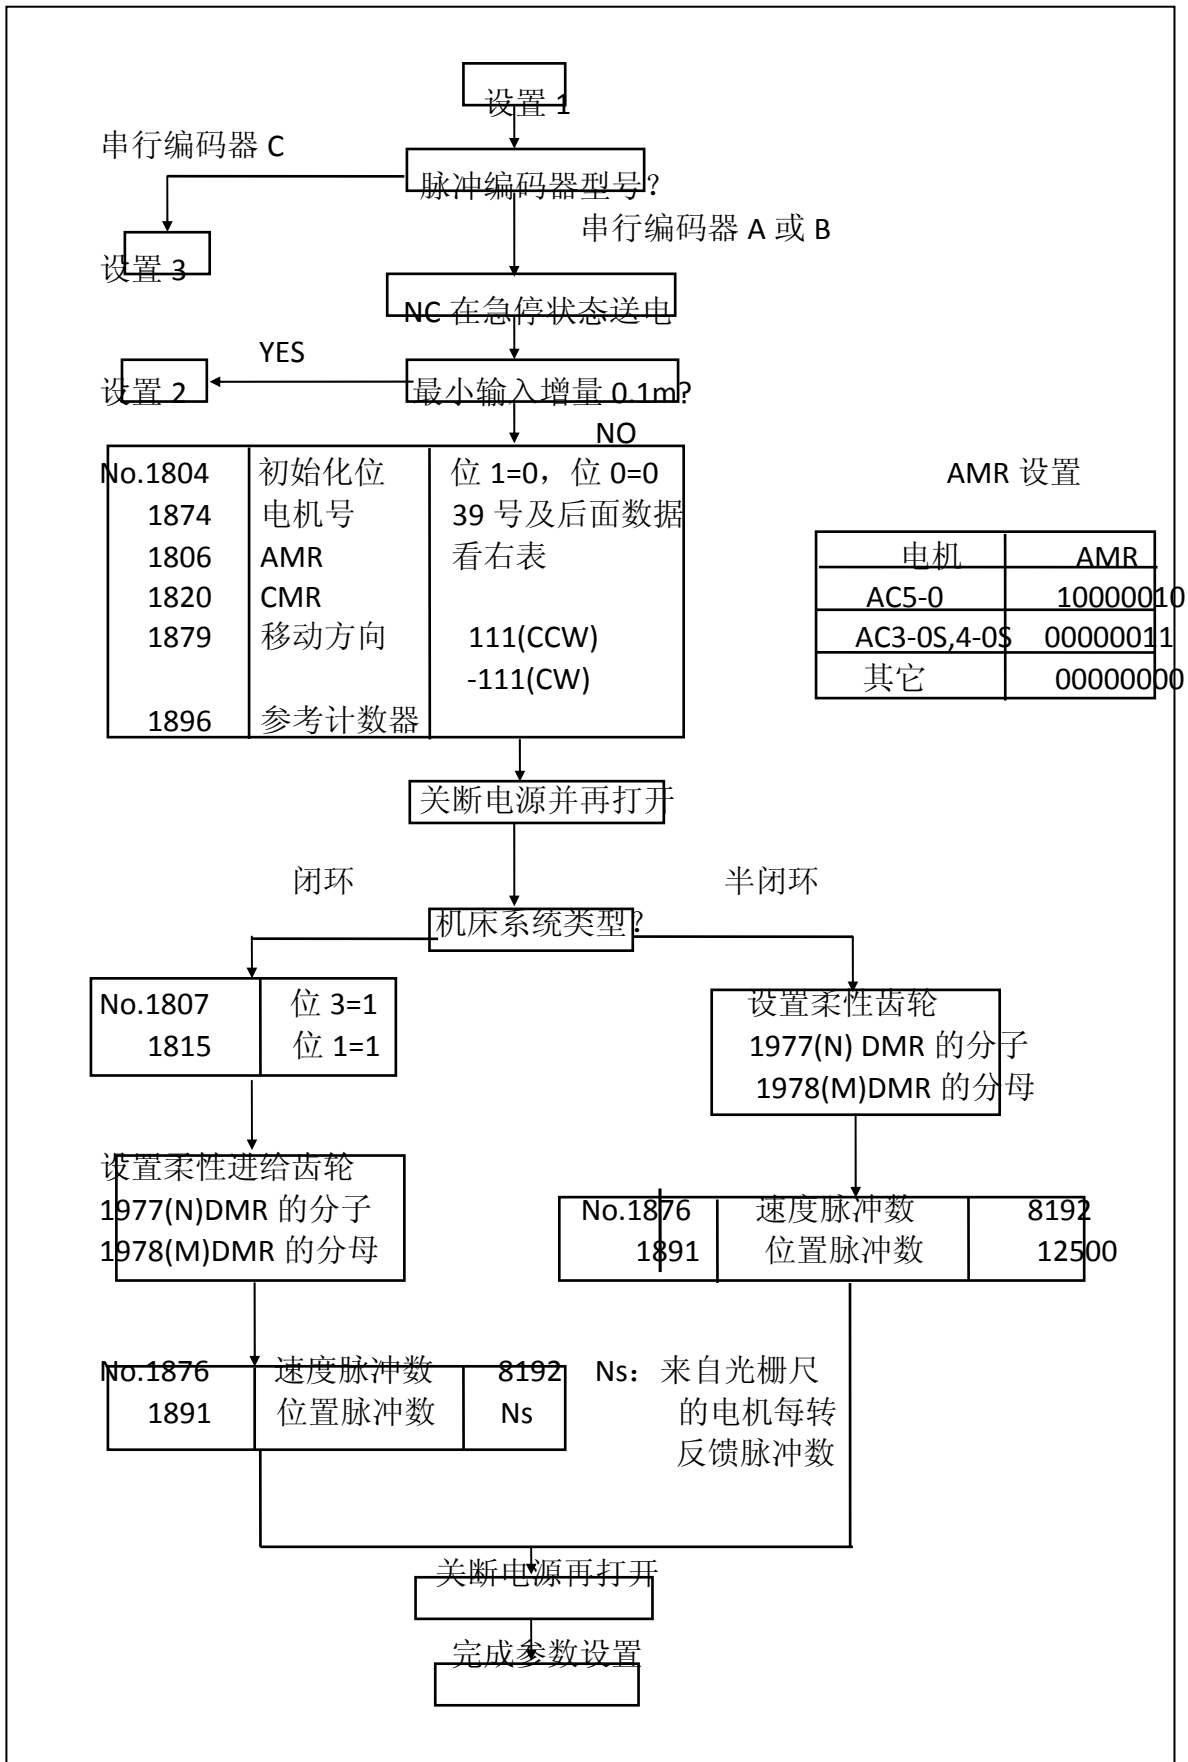 设置 1
串行编码器 C
脉冲编码器型号？
串行编码器 A 或 B
设置 3
NC 在急停状态送电
YES
设置 2
最小输入增量 0.1m?
NO
No.1804 初始化位 位 1=0，位 0=0
1874 电机号 39 号及后面数据
1806 AMR 看右表
1820 CMR
1879 移动方向 111(CCW)
-111(CW)
1896 参考计数器
AMR 设置
电机 AMR
AC5-0 10000010
AC3-0S,4-0S 00000011
其它 00000000
关断电源并再打开
闭环
半闭环
机床系统类型？
No.1807 位 3=1
1815 位 1=1
设置柔性齿轮
1977(N) DMR 的分子
1978(M)DMR 的分母
设置柔性进给齿轮
1977(N)DMR 的分子
1978(M)DMR 的分母
No.1876 速度脉冲数 8192
1891 位置脉冲数 12500
No.1876 速度脉冲数 8192
1891 位置脉冲数 Ns
Ns：来自光栅尺
的电机每转
反馈脉冲数
关断电源再打开
完成参数设置